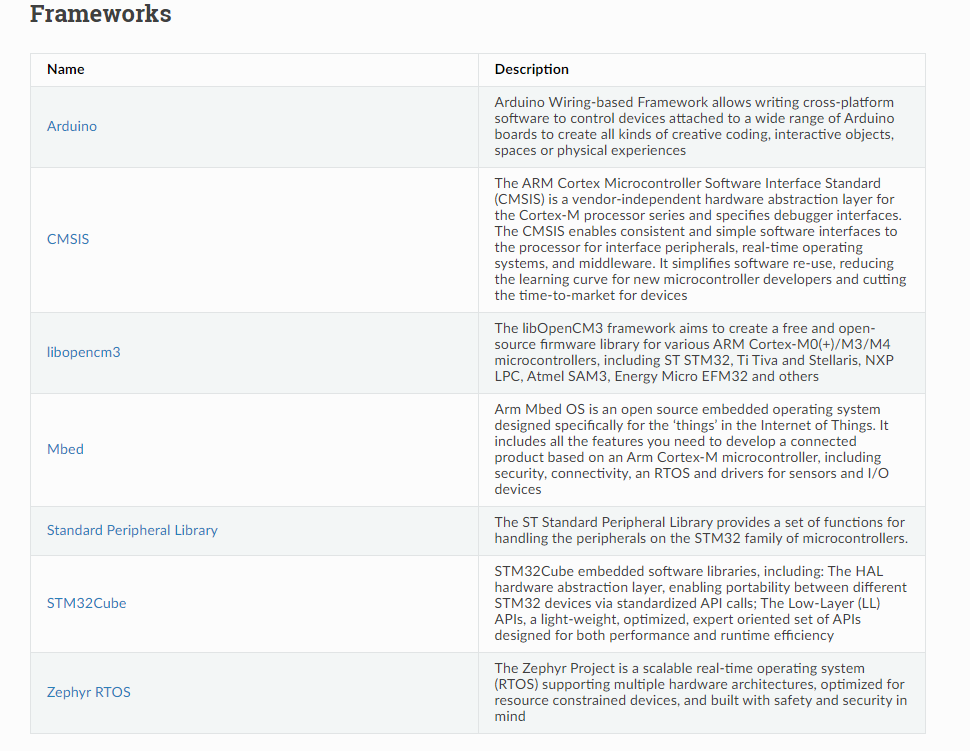 Frameworks
Name
Description
Arduino
Arduino Wiring-based Framework allows writing cross-platform
software to control devices attached to a wide range of Arduino
boards to create all kinds of creative coding, interactive objects,
spaces or physical experiences
CMSIS
The ARM Cortex Microcontroller Software Interface Standard
(CMSIS) is a vendor-independent hardware abstraction layer for
the Cortex-M processor series and specifies debugger interfaces.
The CMSIS enables consistent and simple software interfaces to
the processor for interface peripherals, real-time operating
systems, and middleware. It simplifies software re-use, reducing
the learning curve for new microcontroller developers and cutting
the time-to-market for devices
libopencm3
The libOpenCM3 framework aims to create a free and open-
source firmware library for various ARM Cortex-M0(+)/M3/M4
microcontrollers, including ST STM32, Ti Tiva and Stellaris, NXP
LPC, Atmel SAM3, Energy Micro EFM32 and others
Mbed
Arm Mbed OS is an open source embedded operating system
designed specifically for the ‘things’ in the Internet of Things. It
includes all the features you need to develop a connected
product based on an Arm Cortex-M microcontroller, including
security, connectivity, an RTOS and drivers for sensors and I/O
devices
Standard Peripheral Library
The ST Standard Peripheral Library provides a set of functions for
handling the peripherals on the STM32 family of microcontrollers.
STM32Cube
STM32Cube embedded software libraries, including: The HAL
hardware abstraction layer, enabling portability between different
STM32 devices via standardized API calls; The Low-Layer (LL)
APIs, a light-weight, optimized, expert oriented set of APIs
designed for both performance and runtime efficiency
Zephyr RTOS
The Zephyr Project is a scalable real-time operating system
(RTOS) supporting multiple hardware architectures, optimized for
resource constrained devices, and built with safety and security in
mind